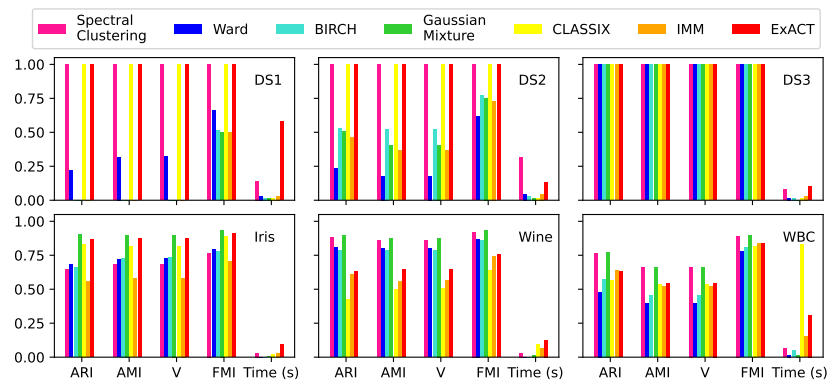 Spectral
Clustering
Ward
BIRCH
Gaussian
Mixture
CLASSIX
IMM
ExACT
1.00
0.75
0.50
0.25
0.00
DS1
DS2
DS3
1.00
0.75
0.50
0.25
0.00
Iris
Wine
WBC
ARI AMI V FMI Time (s)
ARI AMI V FMI Time (s)
ARI AMI V FMI Time (s)